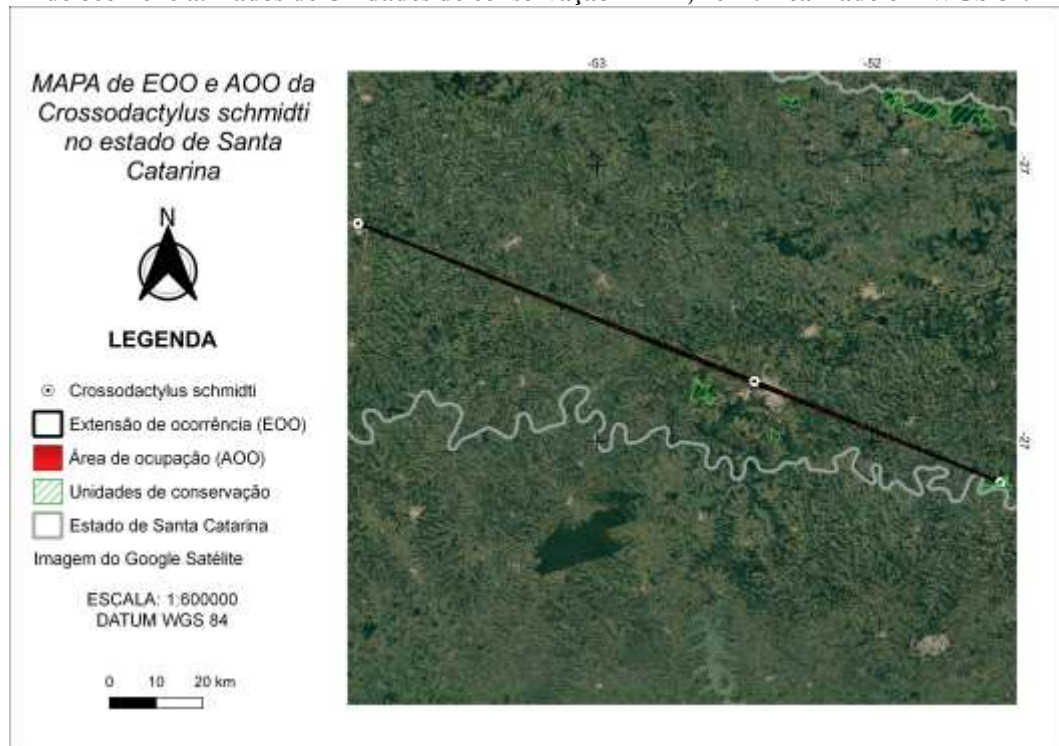 MAPA de EOO e AOO da
Crossodactylus schmidti
no estado de Santa
Catarina
N
LEGENDA
Crossodactylus schmidti
Extensão de ocorrência (EOO)
Área de ocupação (AOO)
Unidades de conservação
Estado de Santa Catarina
Imagem do Google Satélite
ESCALA: 1:600000
DATUM WGS 84
0 10 20 km
-53 -52
-27
-27